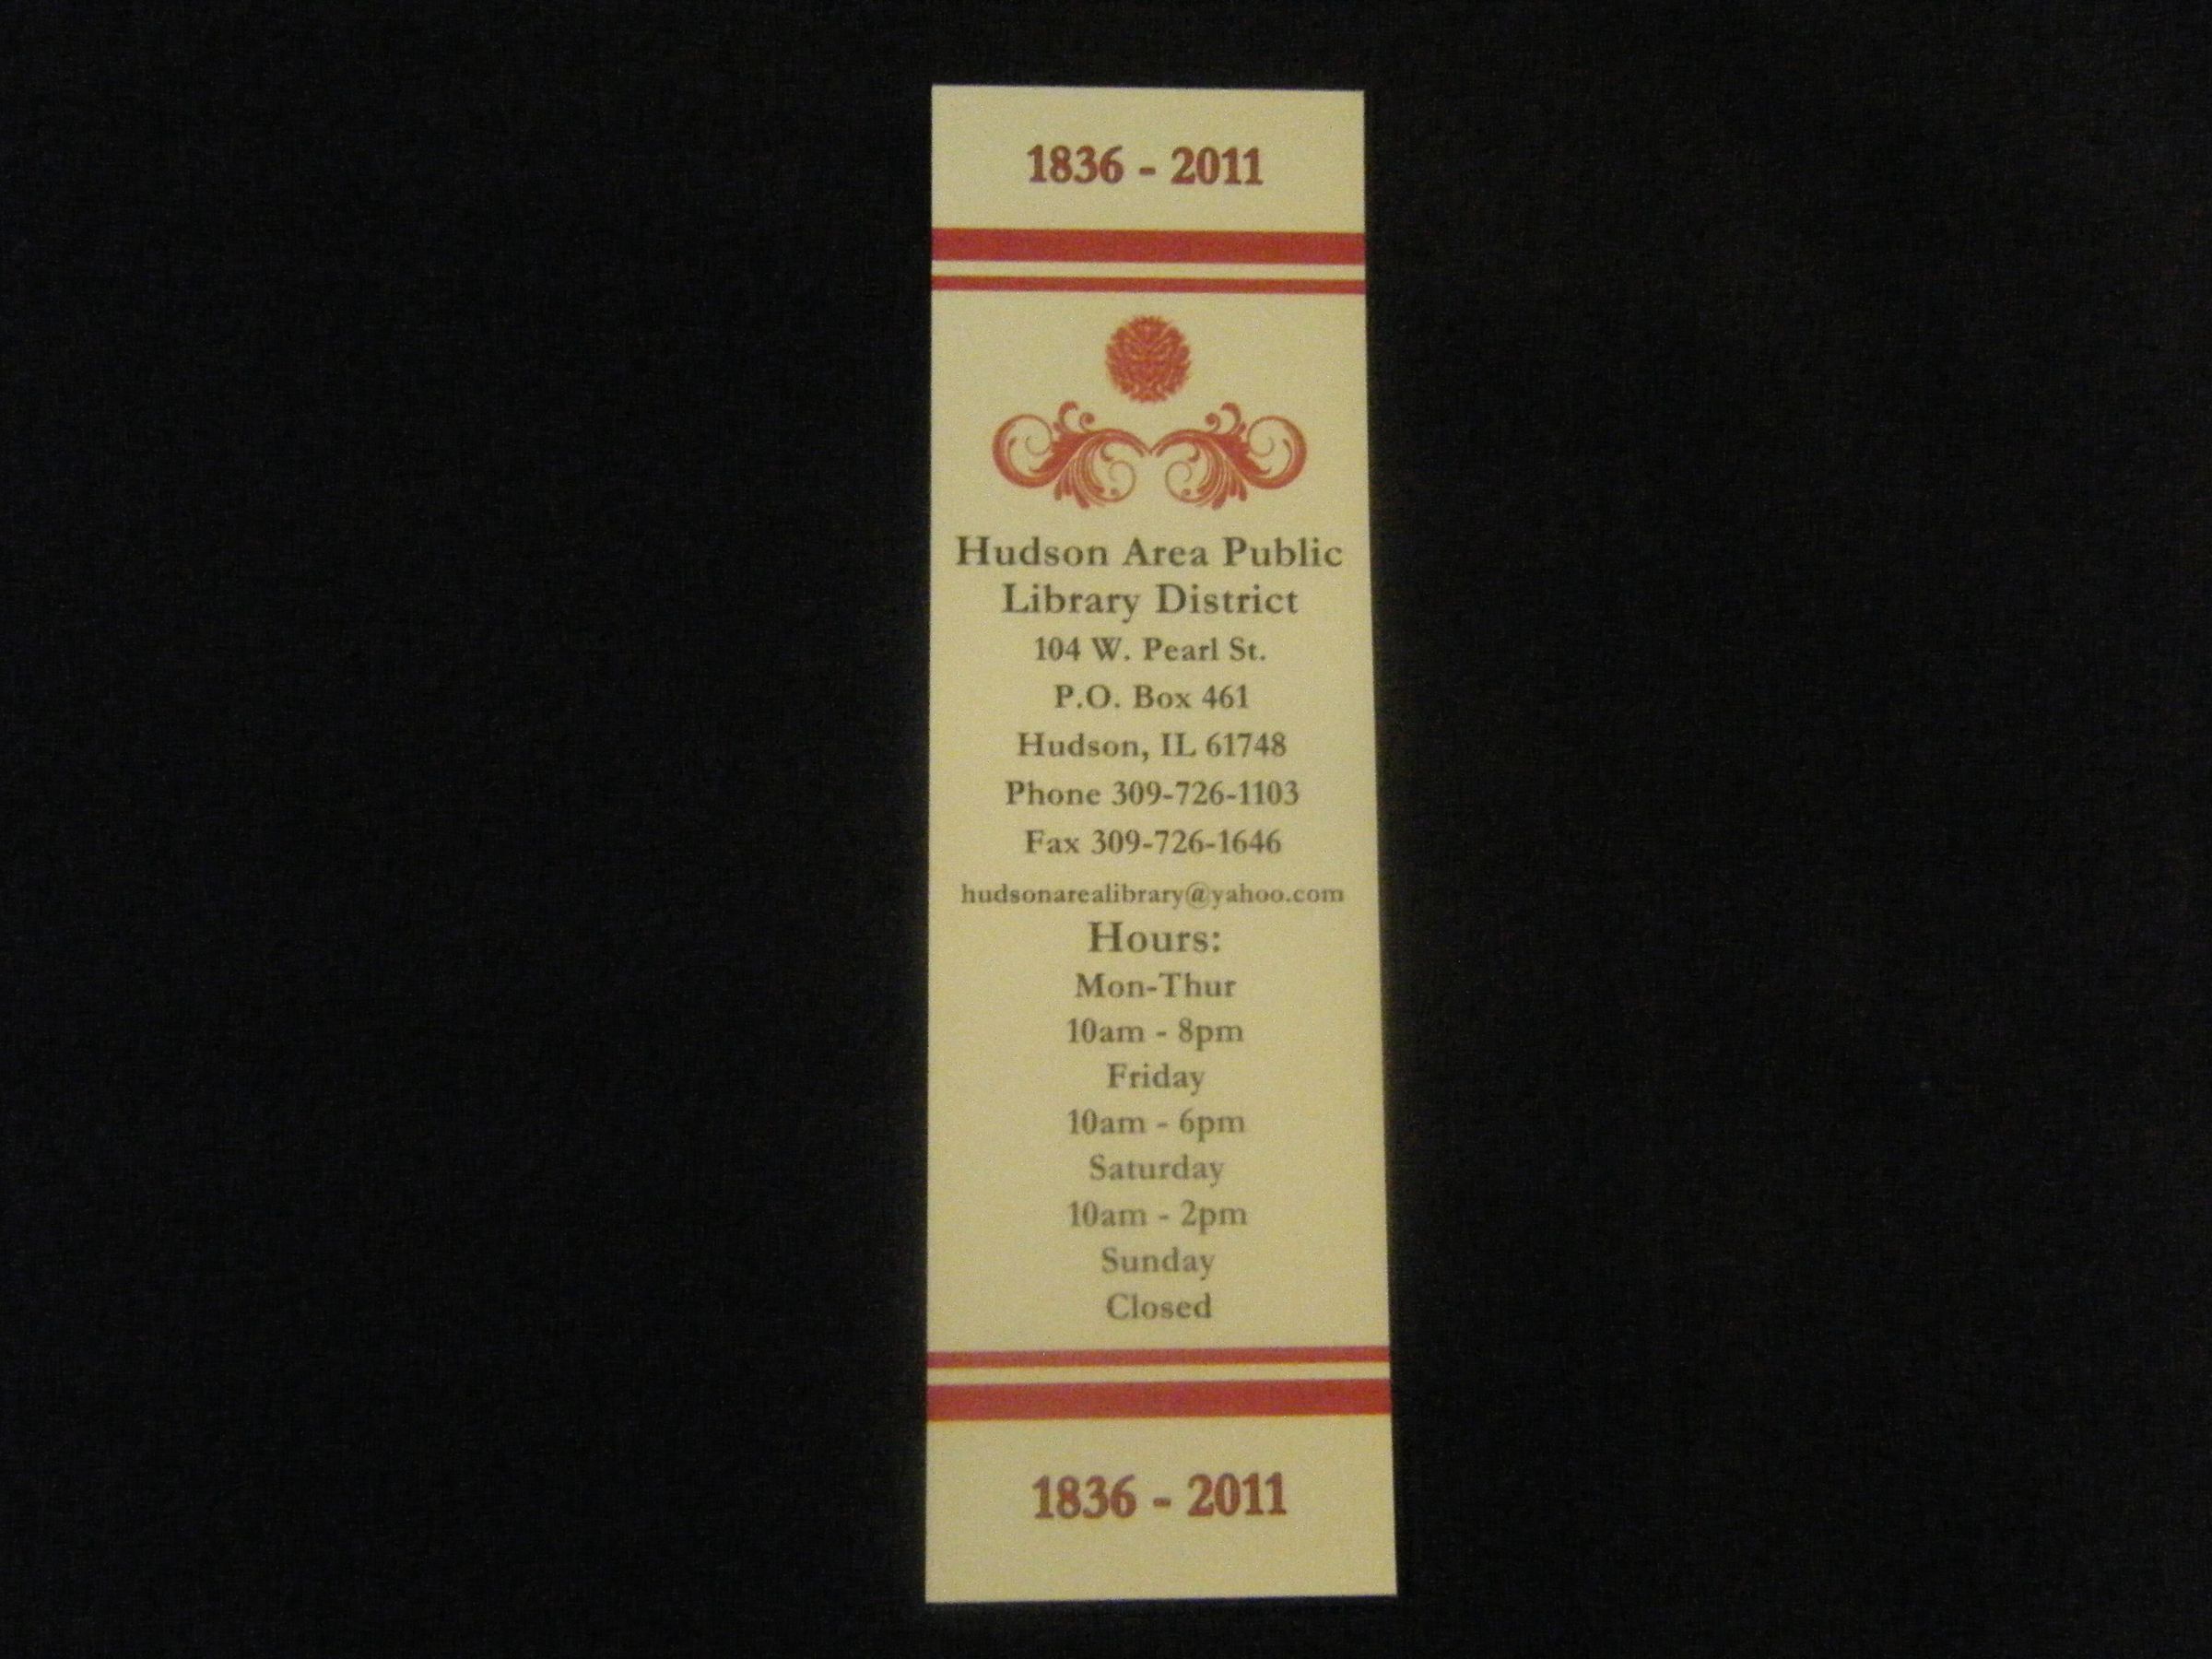 1836 - 2011
Hudson Area Public
Library District
104 W. Pearl St.
P.O. Box 461
Hudson, IL 61748
Phone 309-726-1103
Fax 309-726-1646
hudsonarealibrary@yahoo.com
Hours:
Mon-Thur
10am - 8pm
Friday
10am - 6pm
Saturday
10am - 2pm
Sunday
Closed
1836 - 2011